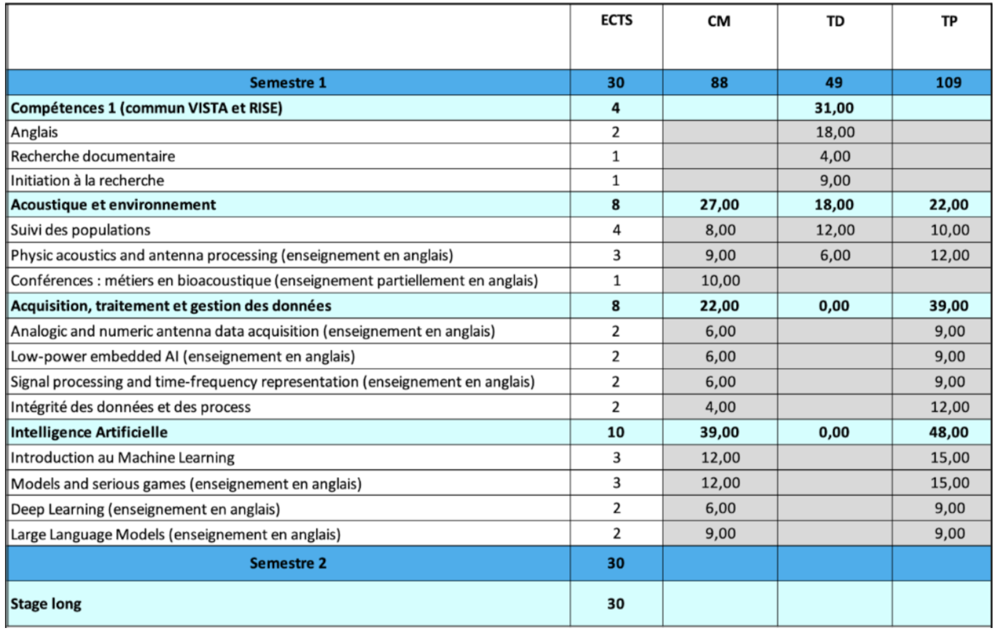 ECTS CM TD TP
Semestre 1 30 88 49 109
Compétences 1 (commun VISTA et RISE) 4 31,00
Anglais 2 18,00
Recherche documentaire 1 4,00
Initiation à la recherche 1 9,00
Acoustique et environnement 8 27,00 18,00 22,00
Suivi des populations 4 8,00 12,00 10,00
Physic acoustics and antenna processing (enseignement en anglais) 3 9,00 6,00 12,00
Conférences : métiers en bioacoustique (enseignement partiellement en anglais) 1 10,00
Acquisition, traitement et gestion des données 8 22,00 0,00 39,00
Analogic and numeric antenna data acquisition (enseignement en anglais) 2 6,00 9,00
Low-power embedded AI (enseignement en anglais) 2 6,00 9,00
Signal processing and time-frequency representation (enseignement en anglais) 2 6,00 9,00
Intégrité des données et des process 2 4,00 12,00
Intelligence Artificielle 10 39,00 0,00 48,00
Introduction au Machine Learning 3 12,00 15,00
Models and serious games (enseignement en anglais) 3 12,00 15,00
Deep Learning (enseignement en anglais) 2 6,00 9,00
Large Language Models (enseignement en anglais) 2 9,00 9,00
Semestre 2 30
Stage long 30